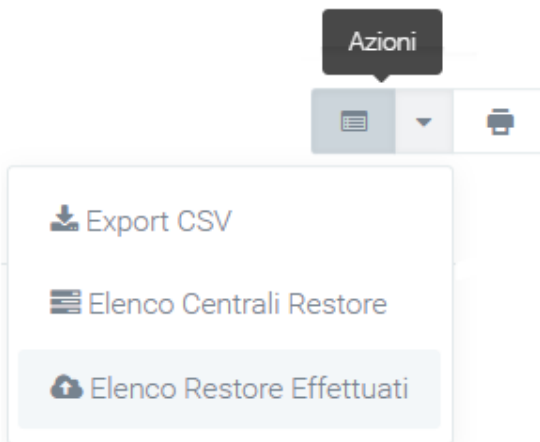 Azioni
Export CSV
Elenco Centrali Restore
Elenco Restore Effettuati